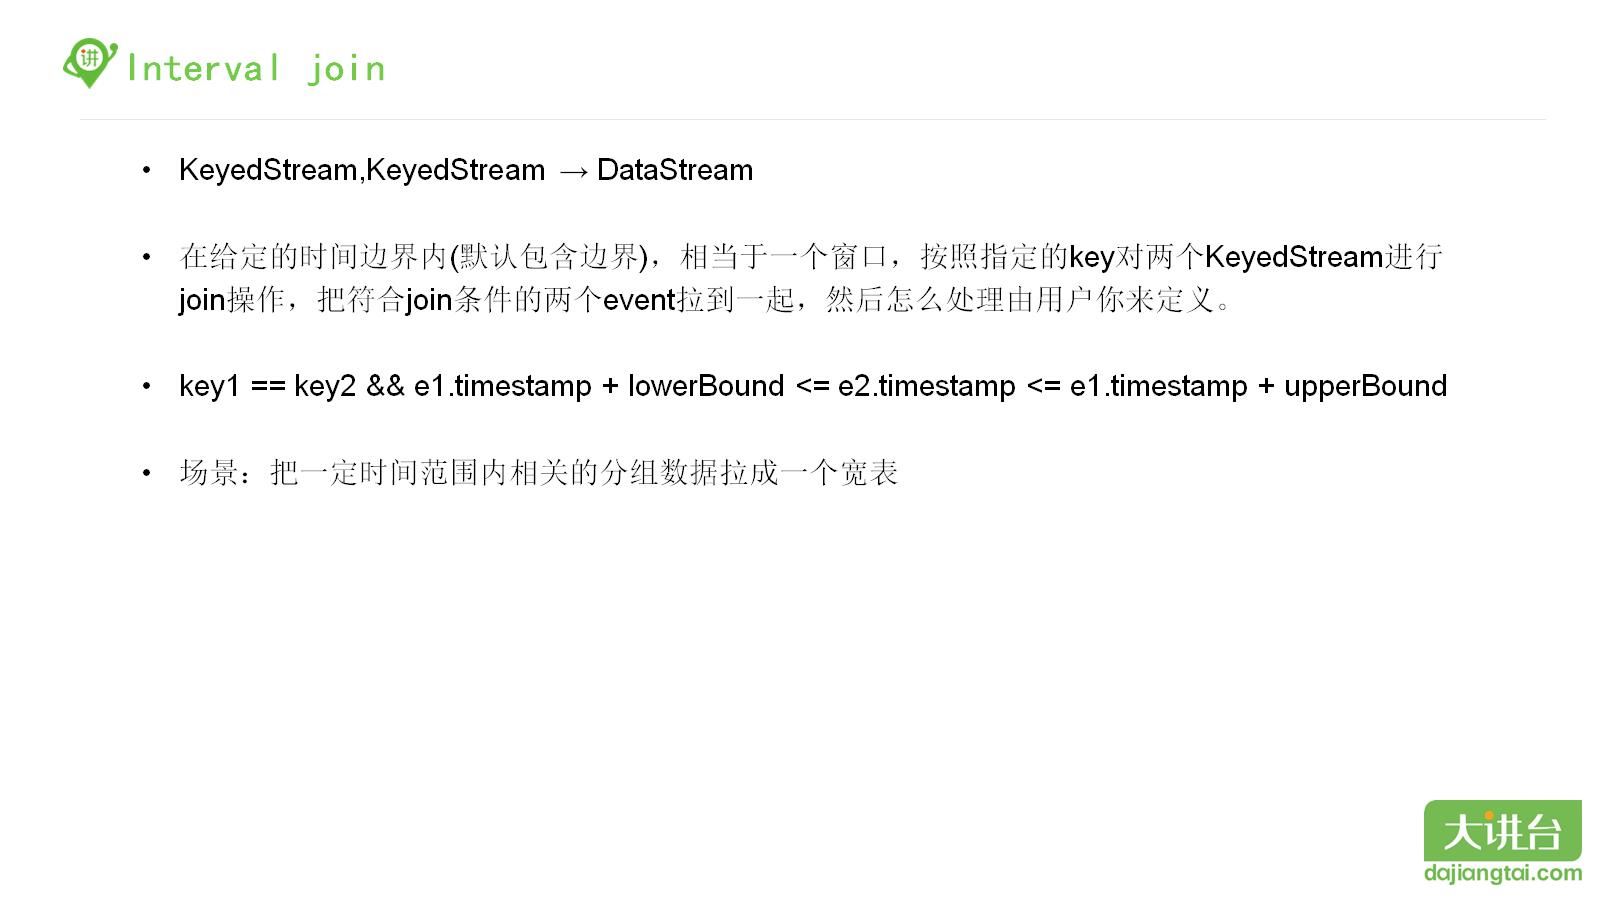 讲
Interval join
• KeyedStream,KeyedStream → DataStream
• 在给定的时间边界内(默认包含边界)，相当于一个窗口，按照指定的key对两个KeyedStream进行
join操作，把符合join条件的两个event拉到一起，然后怎么处理由用户你来定义。
• key1 == key2 && e1.timestamp + lowerBound <= e2.timestamp <= e1.timestamp + upperBound
• 场景：把一定时间范围内相关的分组数据拉成一个宽表
大讲台
dajiangtai.com